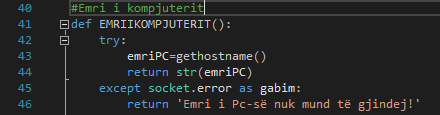 40 #Emri i kompjuterit
41 def EMRIIKOMPJUTERIT():
42 try:
43 emriPC=gethostname()
44 return str(emriPC)
45 except socket.error as gabim:
46 return 'Emri i Pc-së nuk mund të gjindej!'